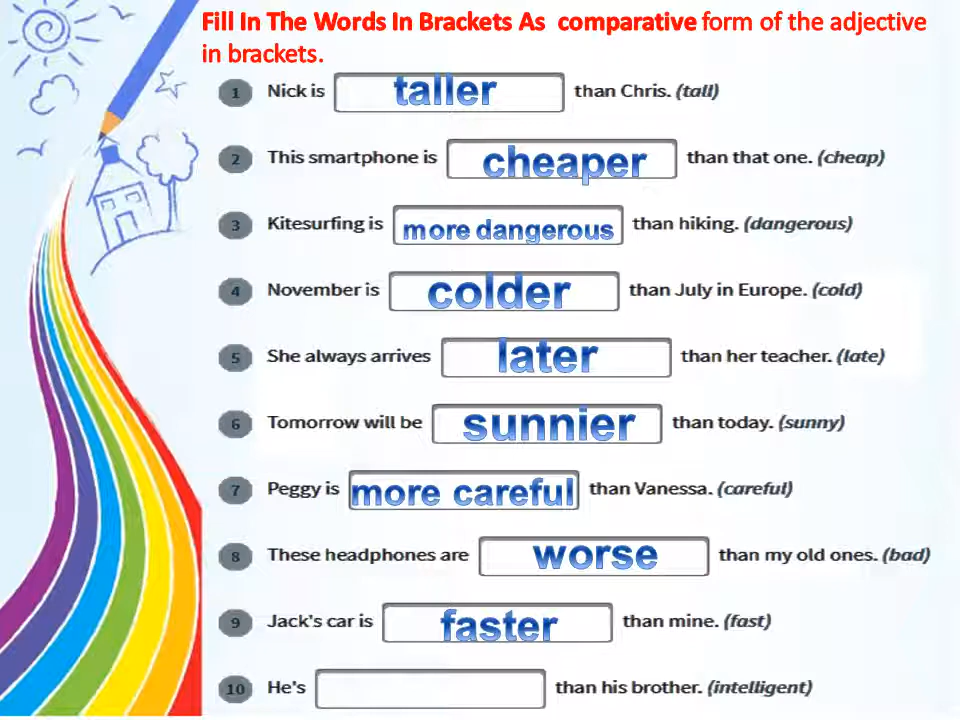 Fill In The Words In Brackets As comparative form of the adjective
in brackets.
1 Nick is taller than Chris. (tall)
2 This smartphone is cheaper than that one. (cheap)
3 Kitesurfing is more dangerous than hiking. (dangerous)
4 November is colder than July in Europe. (cold)
5 She always arrives later than her teacher. (late)
6 Tomorrow will be sunnier than today. (sunny)
7 Peggy is more careful than Vanessa. (careful)
8 These headphones are worse than my old ones. (bad)
9 Jack's car is faster than mine. (fast)
10 He's than his brother. (intelligent)